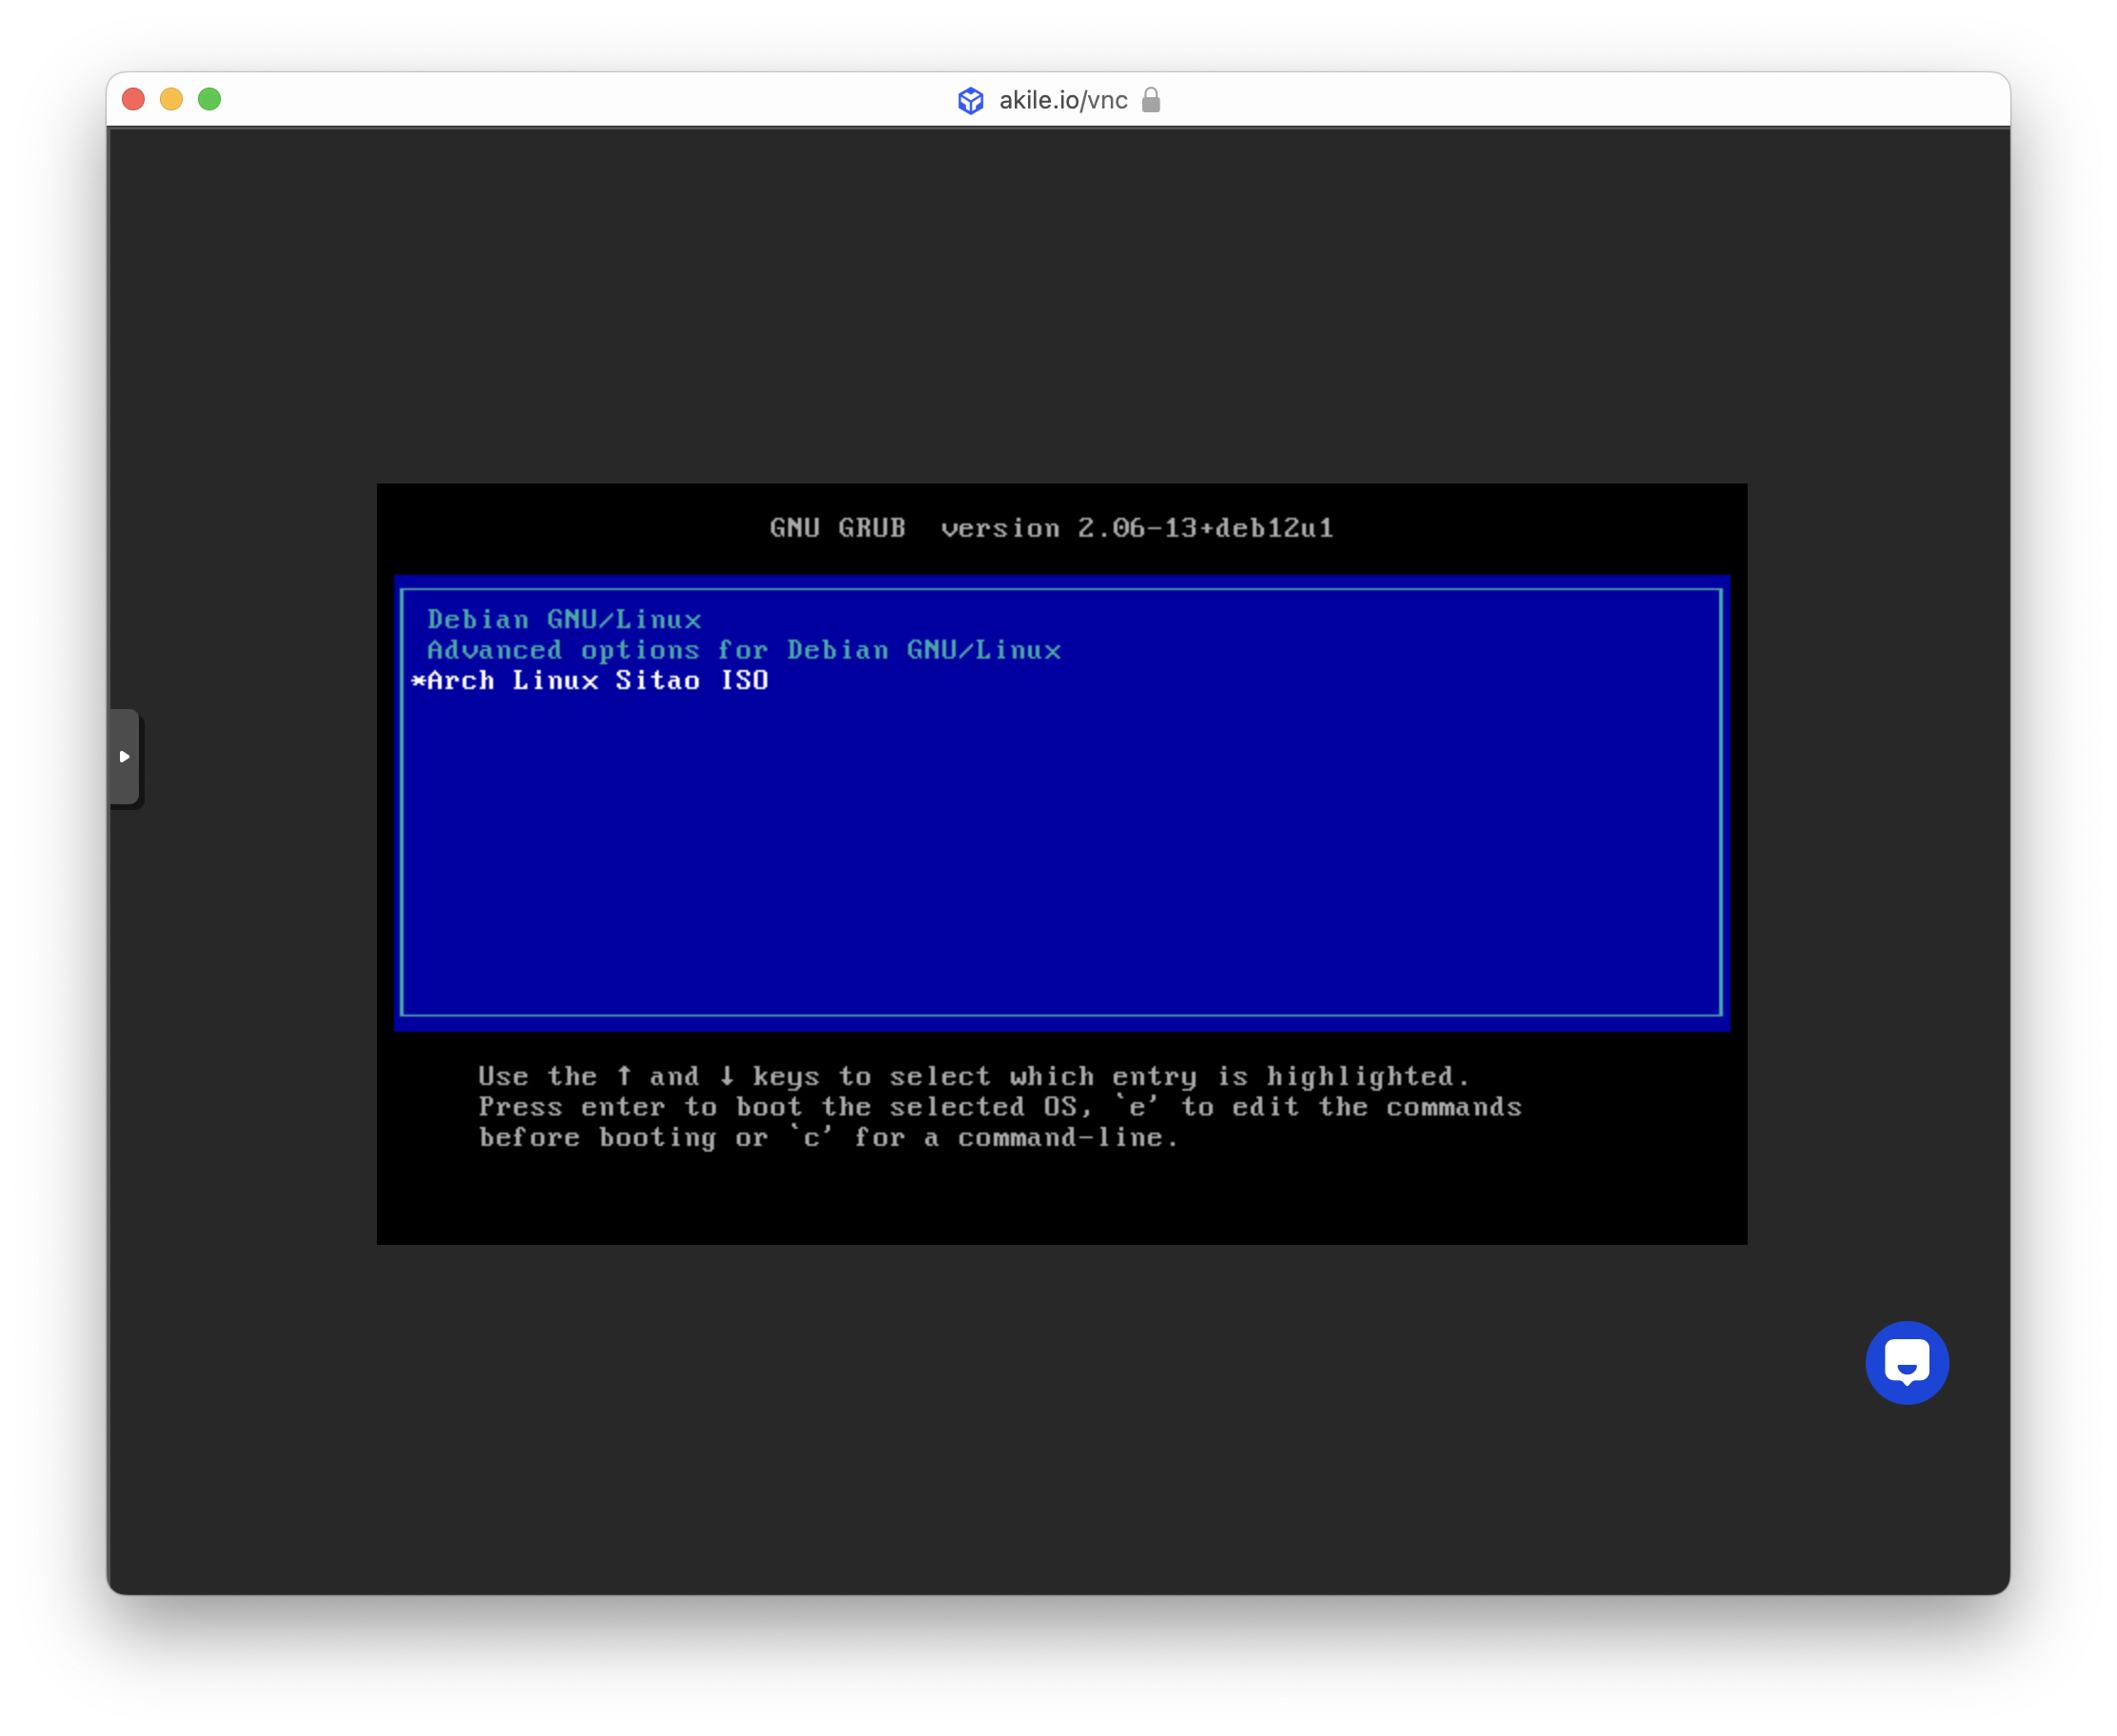 akile.io/vnc
GNU GRUB  version 2.06-13+deb12u1
Debian GNU/Linux
Advanced options for Debian GNU/Linux
*Arch Linux Sitao ISO
Use the ↑ and ↓ keys to select which entry is highlighted.
Press enter to boot the selected OS, `e' to edit the commands
before booting or `c' for a command-line.